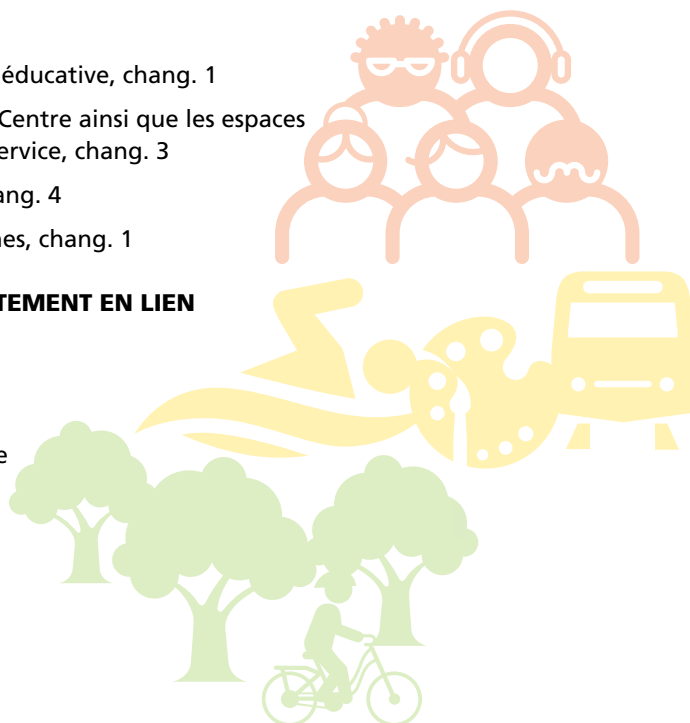 éducative, chang. 1
Centre ainsi que les espaces
ervice, chang. 3
ang. 4
nes, chang. 1
TEMENT EN LIEN
e